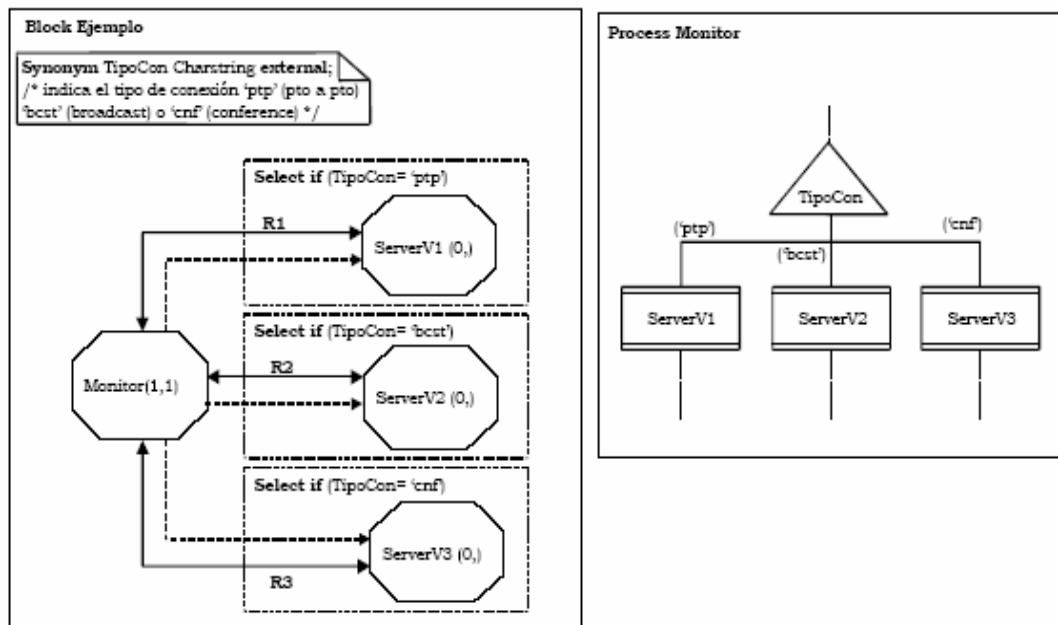 Block Ejemplo
Synonym TipoCon Charstring external;
/* indica el tipo de conexión ‘ptp’ (pto a pto)
‘bcst’ (broadcast) o ‘cnf’ (conference) */
Select if (TipoCon= ‘ptp’)
R1
ServerV1 (0,)
Select if (TipoCon= ‘bcst’)
R2
Monitor(1,1)
ServerV2 (0,)
Select if (TipoCon= ‘cnf’)
ServerV3 (0,)
R3
Process Monitor
TipoCon
(‘ptp’)
(‘bcst’)
(‘cnf’)
ServerV1
ServerV2
ServerV3